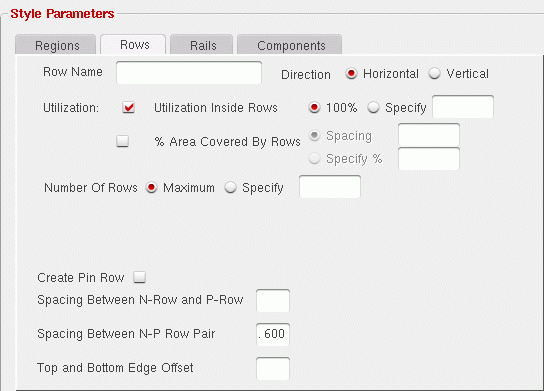 Style Parameters
Regions Rows Rails Components
Row Name Direction Horizontal Vertical
Utilization: Utilization Inside Rows 100% Specify
% Area Covered By Rows Spacing
Specify %
Number Of Rows Maximum Specify
Create Pin Row
Spacing Between N-Row and P-Row
Spacing Between N-P Row Pair .600
Top and Bottom Edge Offset